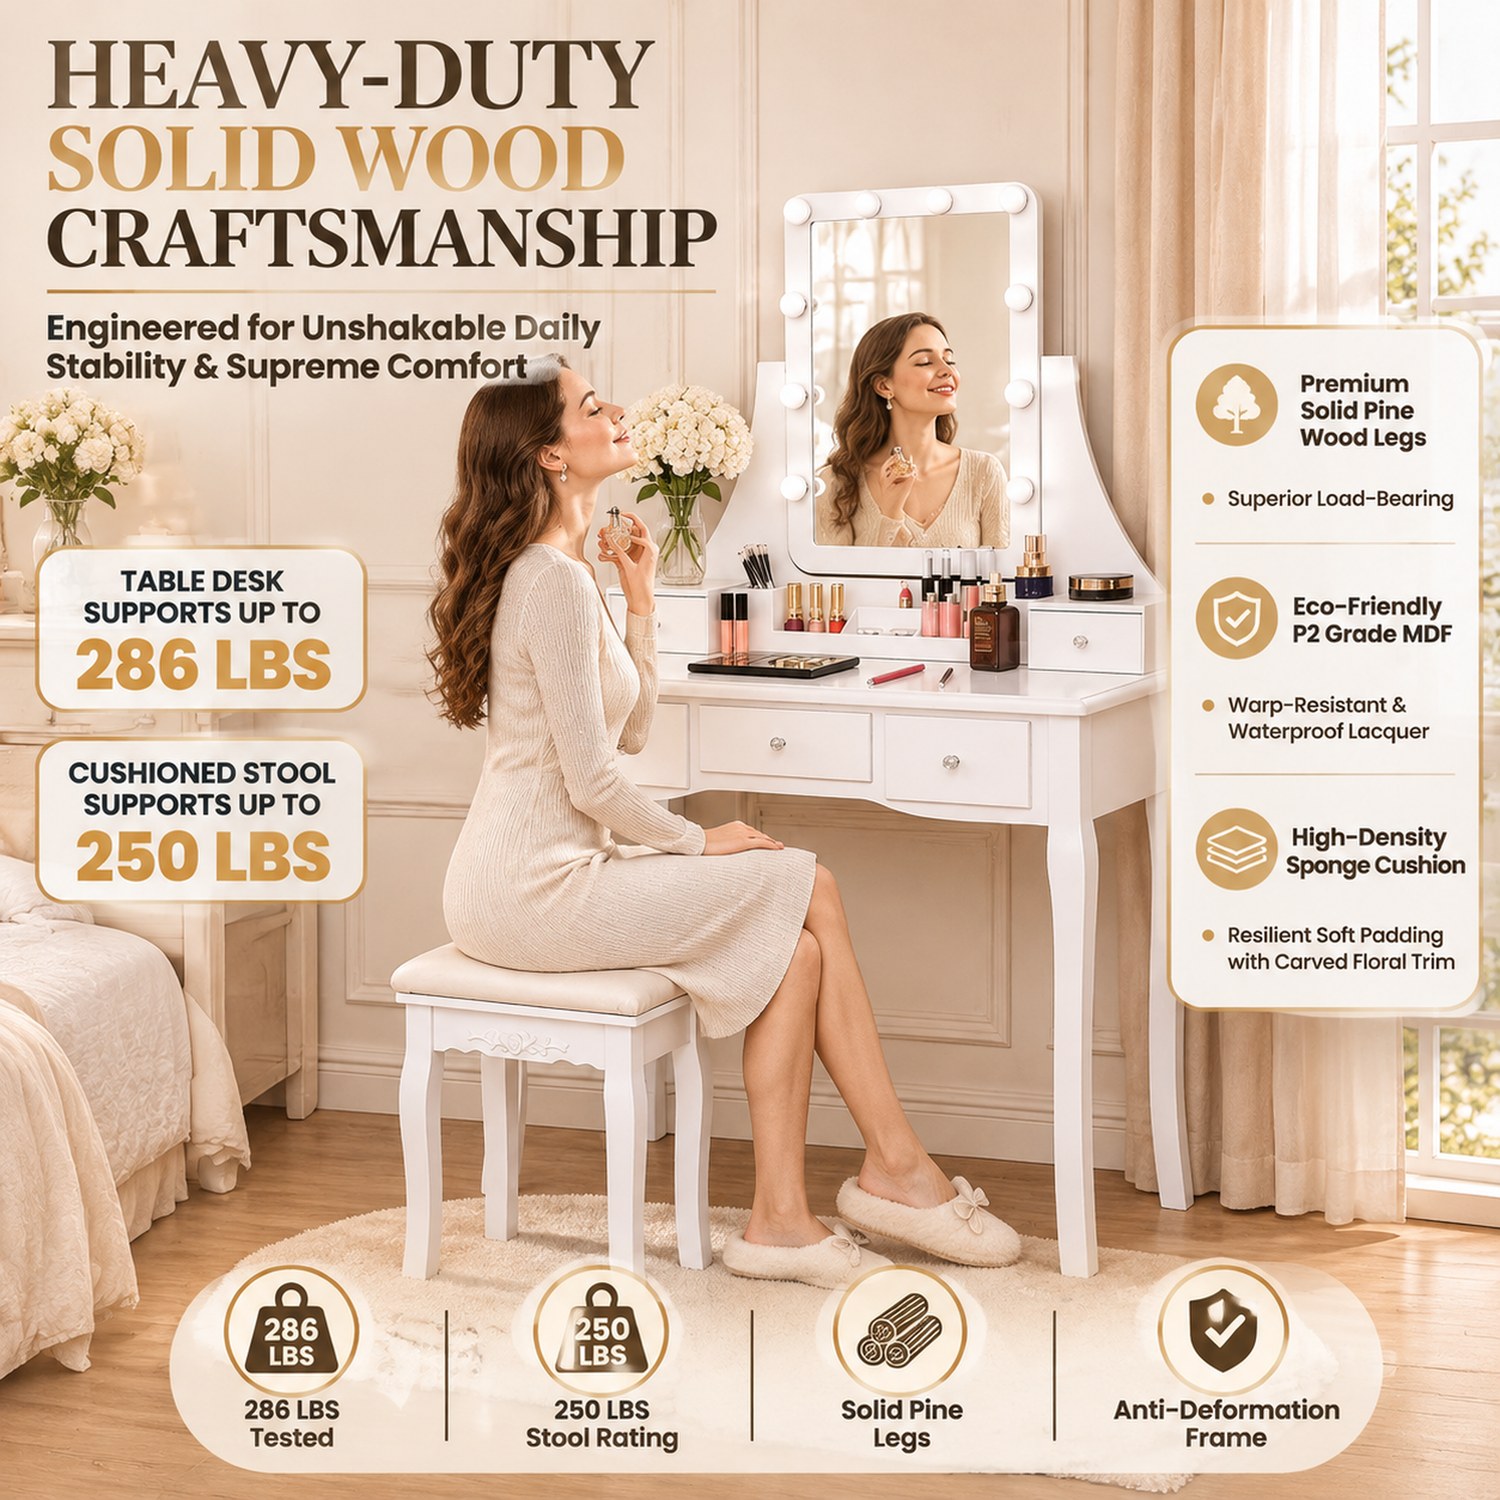 HEAVY-DUTY
SOLID WOOD
CRAFTSMANSHIP
Engineered for Unshakable Daily
Stability & Supreme Comfort
TABLE DESK
SUPPORTS UP TO
286 LBS
CUSHIONED STOOL
SUPPORTS UP TO
250 LBS
Premium
Solid Pine
Wood Legs
• Superior Load-Bearing
Eco-Friendly
P2 Grade MDF
• Warp-Resistant &
Waterproof Lacquer
High-Density
Sponge Cushion
• Resilient Soft Padding
with Carved Floral Trim
286
LBS
286 LBS
Tested
250
LBS
250 LBS
Stool Rating
Solid Pine
Legs
Anti-Deformation
Frame